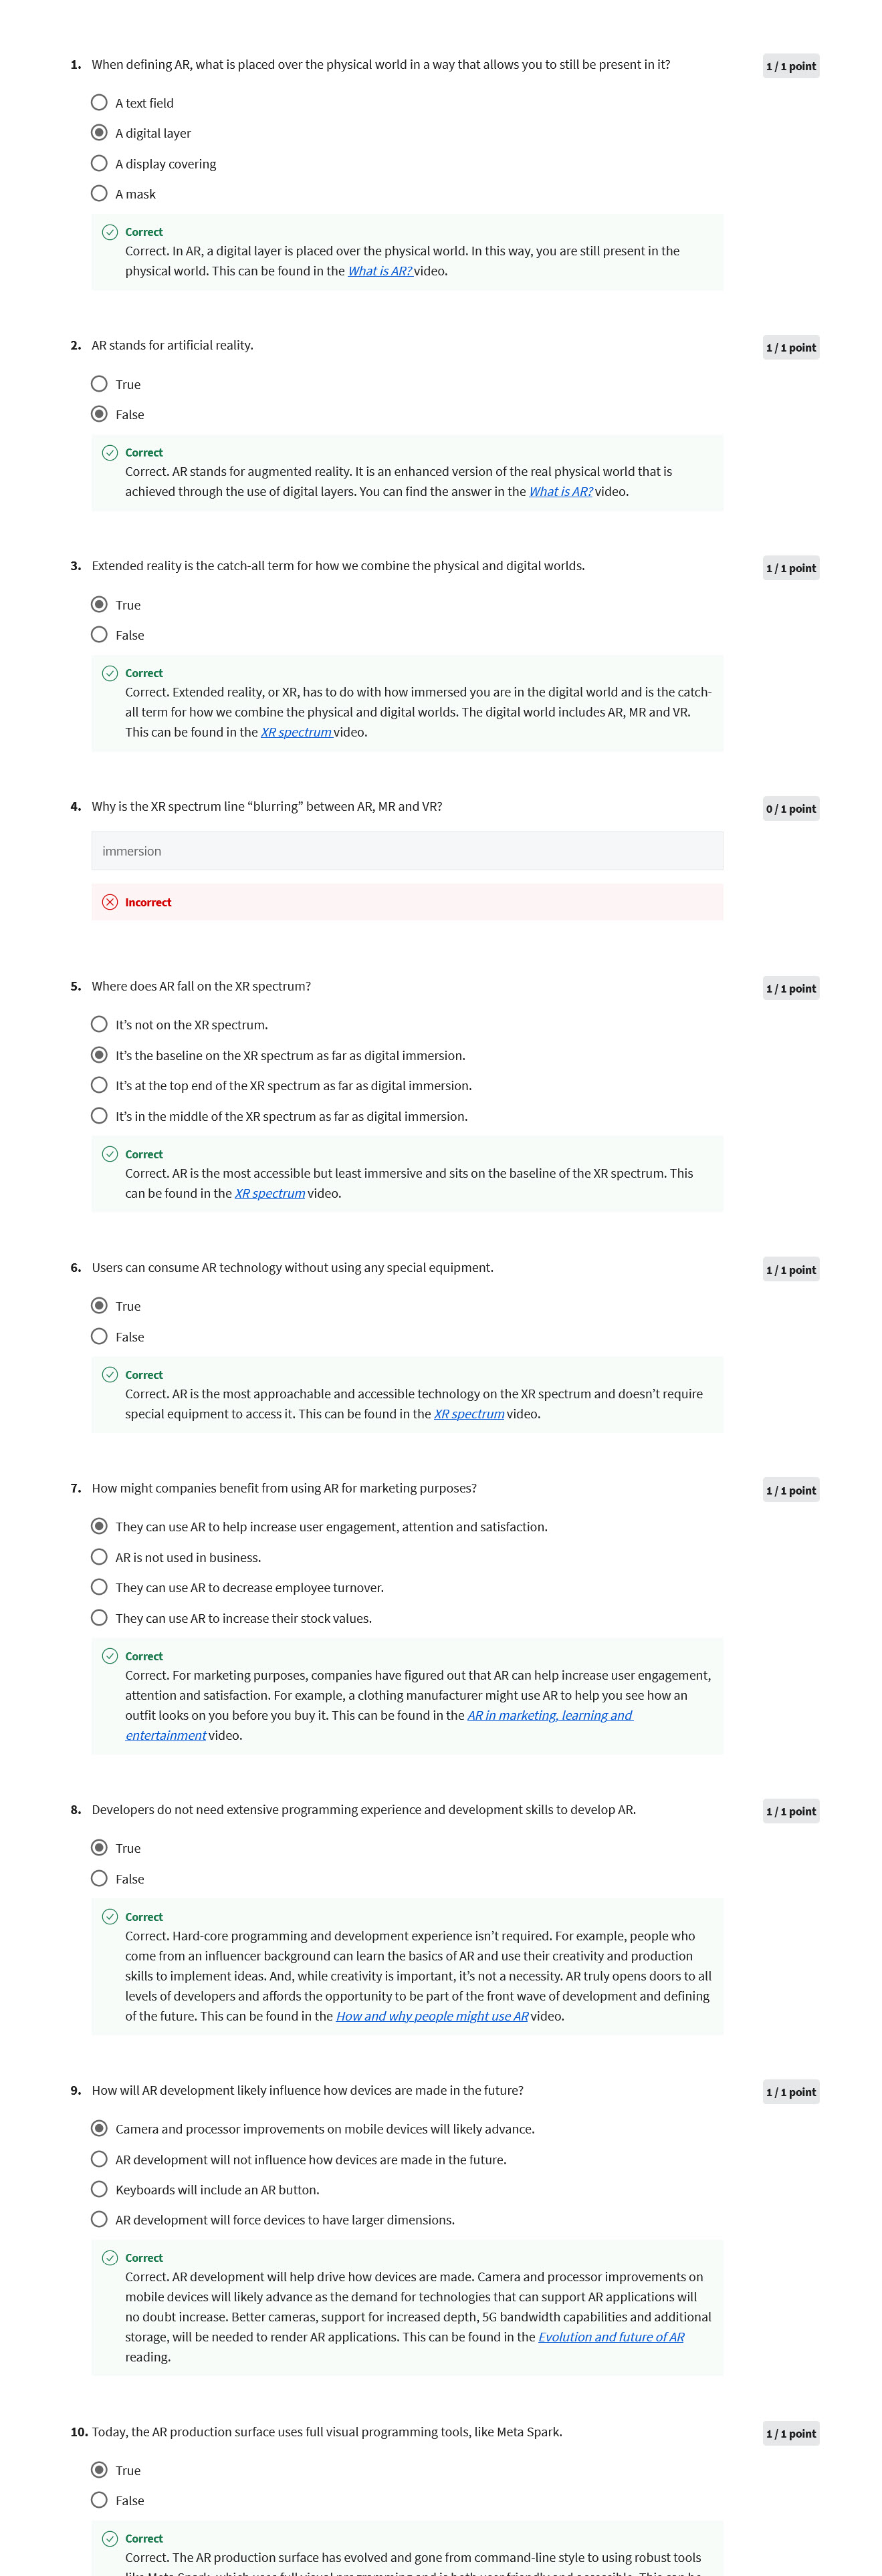 1. When defining AR, what is placed over the physical world in a way that allows you to still be present in it?
1 / 1 point
A text field
A digital layer
A display covering
A mask
Correct
Correct. In AR, a digital layer is placed over the physical world. In this way, you are still present in the
physical world. This can be found in the What is AR? video.
2. AR stands for artificial reality.
1 / 1 point
True
False
Correct
Correct. AR stands for augmented reality. It is an enhanced version of the real physical world that is
achieved through the use of digital layers. You can find the answer in the What is AR? video.
3. Extended reality is the catch-all term for how we combine the physical and digital worlds.
1 / 1 point
True
False
Correct
Correct. Extended reality, or XR, has to do with how immersed you are in the digital world and is the catch-
all term for how we combine the physical and digital worlds. The digital world includes AR, MR and VR.
This can be found in the XR spectrum video.
4. Why is the XR spectrum line “blurring” between AR, MR and VR?
0 / 1 point
immersion
Incorrect
5. Where does AR fall on the XR spectrum?
1 / 1 point
It’s not on the XR spectrum.
It’s the baseline on the XR spectrum as far as digital immersion.
It’s at the top end of the XR spectrum as far as digital immersion.
It’s in the middle of the XR spectrum as far as digital immersion.
Correct
Correct. AR is the most accessible but least immersive and sits on the baseline of the XR spectrum. This
can be found in the XR spectrum video.
6. Users can consume AR technology without using any special equipment.
1 / 1 point
True
False
Correct
Correct. AR is the most approachable and accessible technology on the XR spectrum and doesn’t require
special equipment to access it. This can be found in the XR spectrum video.
7. How might companies benefit from using AR for marketing purposes?
1 / 1 point
They can use AR to help increase user engagement, attention and satisfaction.
AR is not used in business.
They can use AR to decrease employee turnover.
They can use AR to increase their stock values.
Correct
Correct. For marketing purposes, companies have figured out that AR can help increase user engagement,
attention and satisfaction. For example, a clothing manufacturer might use AR to help you see how an
outfit looks on you before you buy it. This can be found in the AR in marketing, learning and
entertainment video.
8. Developers do not need extensive programming experience and development skills to develop AR.
1 / 1 point
True
False
Correct
Correct. Hard-core programming and development experience isn’t required. For example, people who
come from an influencer background can learn the basics of AR and use their creativity and production
skills to implement ideas. And, while creativity is important, it’s not a necessity. AR truly opens doors to all
levels of developers and affords the opportunity to be part of the front wave of development and defining
of the future. This can be found in the How and why people might use AR video.
9. How will AR development likely influence how devices are made in the future?
1 / 1 point
Camera and processor improvements on mobile devices will likely advance.
AR development will not influence how devices are made in the future.
Keyboards will include an AR button.
AR development will force devices to have larger dimensions.
Correct
Correct. AR development will help drive how devices are made. Camera and processor improvements on
mobile devices will likely advance as the demand for technologies that can support AR applications will
no doubt increase. Better cameras, support for increased depth, 5G bandwidth capabilities and additional
storage, will be needed to render AR applications. This can be found in the Evolution and future of AR
reading.
10. Today, the AR production surface uses full visual programming tools, like Meta Spark.
1 / 1 point
True
False
Correct
Correct. The AR production surface has evolved and gone from command-line style to using robust tools